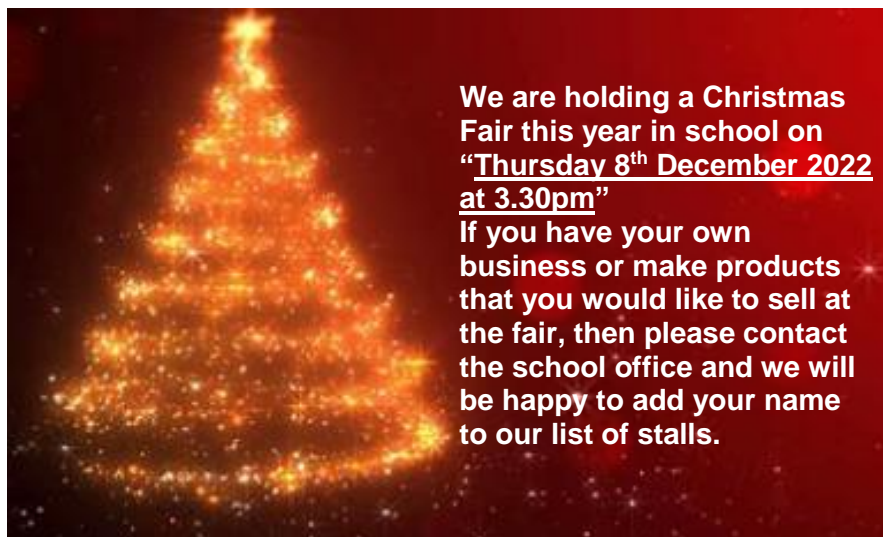 We are holding a Christmas
Fair this year in school on
“Thursday 8th December 2022
at 3.30pm”
If you have your own
business or make products
that you would like to sell at
the fair, then please contact
the school office and we will
be happy to add your name
to our list of stalls.